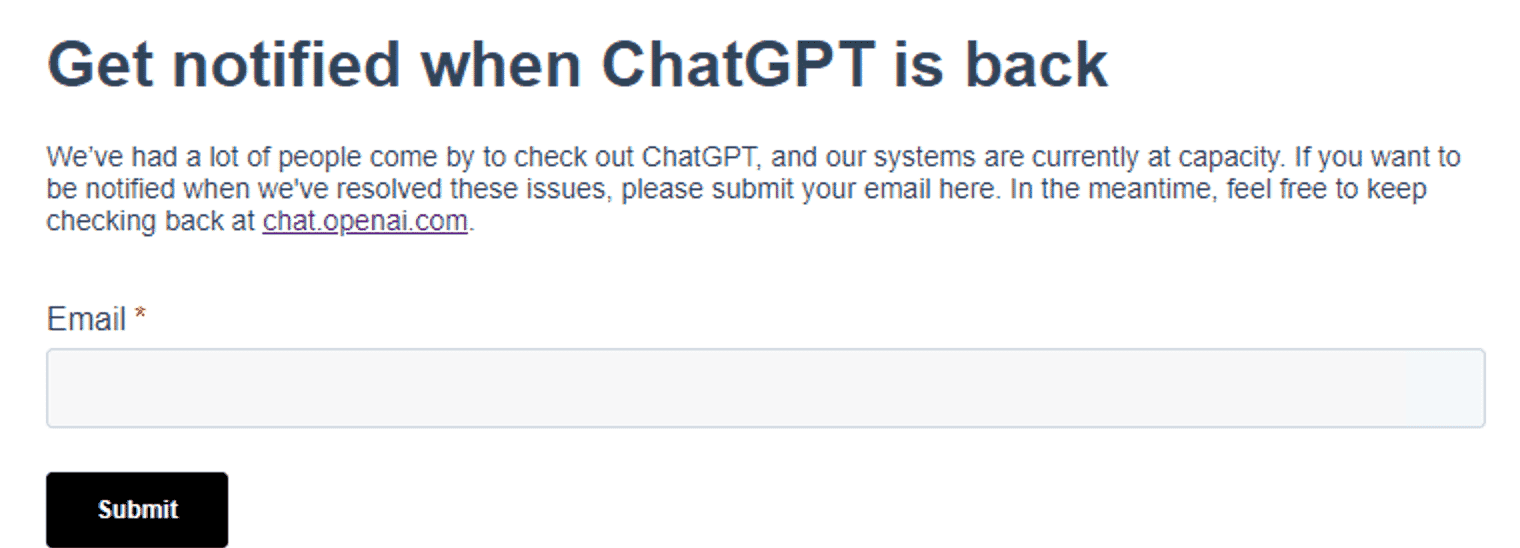 Get notified when ChatGPT is back
We’ve had a lot of people come by to check out ChatGPT, and our systems are currently at capacity. If you want to
be notified when we've resolved these issues, please submit your email here. In the meantime, feel free to keep
checking back at chat.openai.com.
Email *
Submit